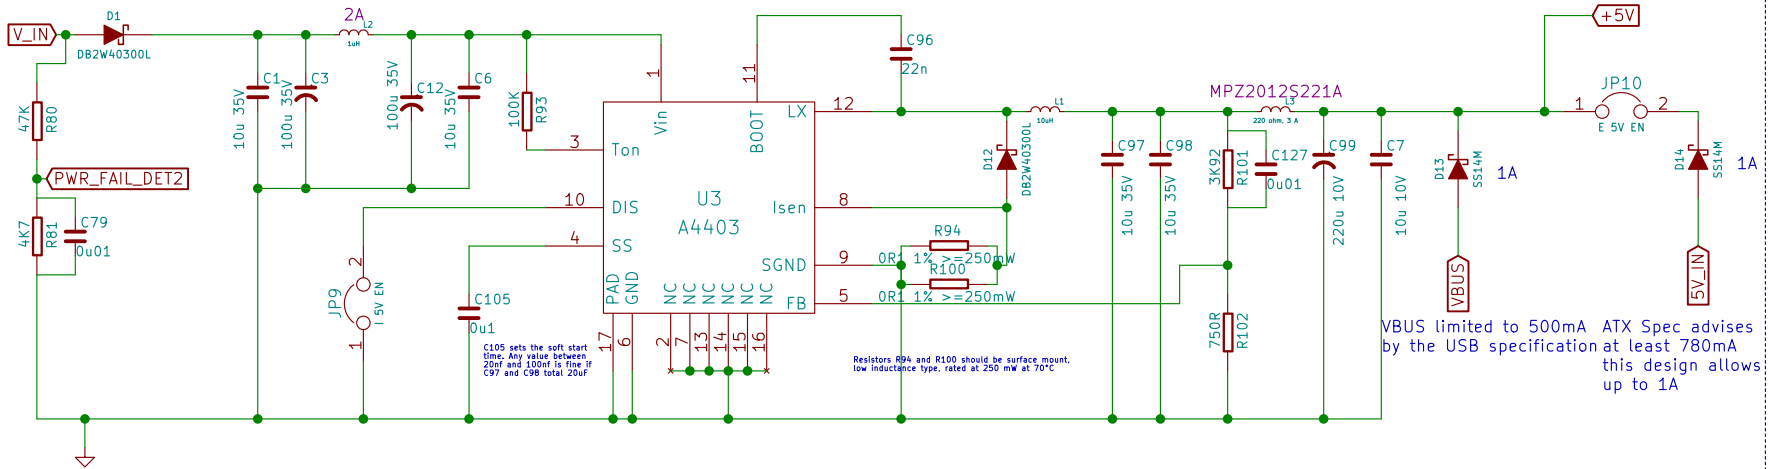 V_IN
D1
DB2W40300L
2A
L2
1uH
47K
R80
PWR_FAIL_DET2
4K7
R81
C79
0u01
C1
10u 35V
C3
100u 35V
C12
100u 35V
C6
10u 35V
100K
R93
JP9
I 5V EN
2
1
C105
0u1
C105 sets the soft start
time. Any value between
20nf and 100nf is fine if
C97 and C98 total 20uF
U3
A4403
1
Vin
11
BOOT
12
LX
3
Ton
10
DIS
4
SS
8
Isen
9
SGND
5
FB
PAD
GND
NC
NC
NC
NC
NC
NC
17
6
2
7
13
14
15
16
C96
22n
D12
DB2W40300L
L1
10uH
R94
0R1 1% >=250mW
R100
0R1 1% >=250mW
Resistors R94 and R100 should be surface mount,
low inductance type, rated at 250 mW at 70°C
C97
10u 35V
C98
10u 35V
MPZ2012S221A
L3
220 ohm, 3 A
3K92
R101
C127
0u01
750R
R102
C99
220u 10V
C7
10u 10V
D13
SS14M
1A
VBUS
VBUS limited to 500mA
by the USB specification
+5V
JP10
1
2
E 5V EN
D14
SS14M
1A
5V_IN
ATX Spec advises
at least 780mA
this design allows
up to 1A